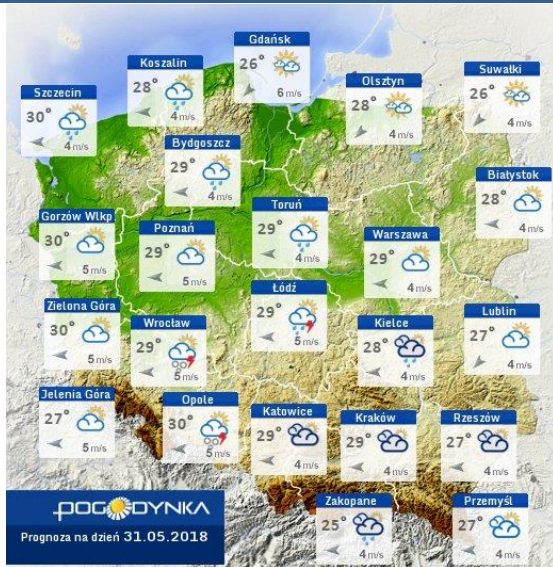 Gdańsk
26°
6 m/s
Koszalin
28°
4 m/s
Suwałki
26°
4 m/s
Olsztyn
28°
4 m/s
Szczecin
30°
4 m/s
Bydgoszcz
29°
4 m/s
Białystok
28°
4 m/s
Toruń
29°
4 m/s
Gorzów Wlkp
30°
5 m/s
Poznań
29°
5 m/s
Warszawa
29°
4 m/s
Łódź
29°
5 m/s
Zielona Góra
30°
5 m/s
Wrocław
29°
5 m/s
Kielce
28°
4 m/s
Lublin
27°
4 m/s
Jelenia Góra
27°
5 m/s
Opole
30°
5 m/s
Katowice
29°
4 m/s
Kraków
29°
4 m/s
Rzeszów
27°
4 m/s
Zakopane
25°
4 m/s
Przemyśl
27°
4 m/s
POGODYNKA
Prognoza na dzień 31.05.2018